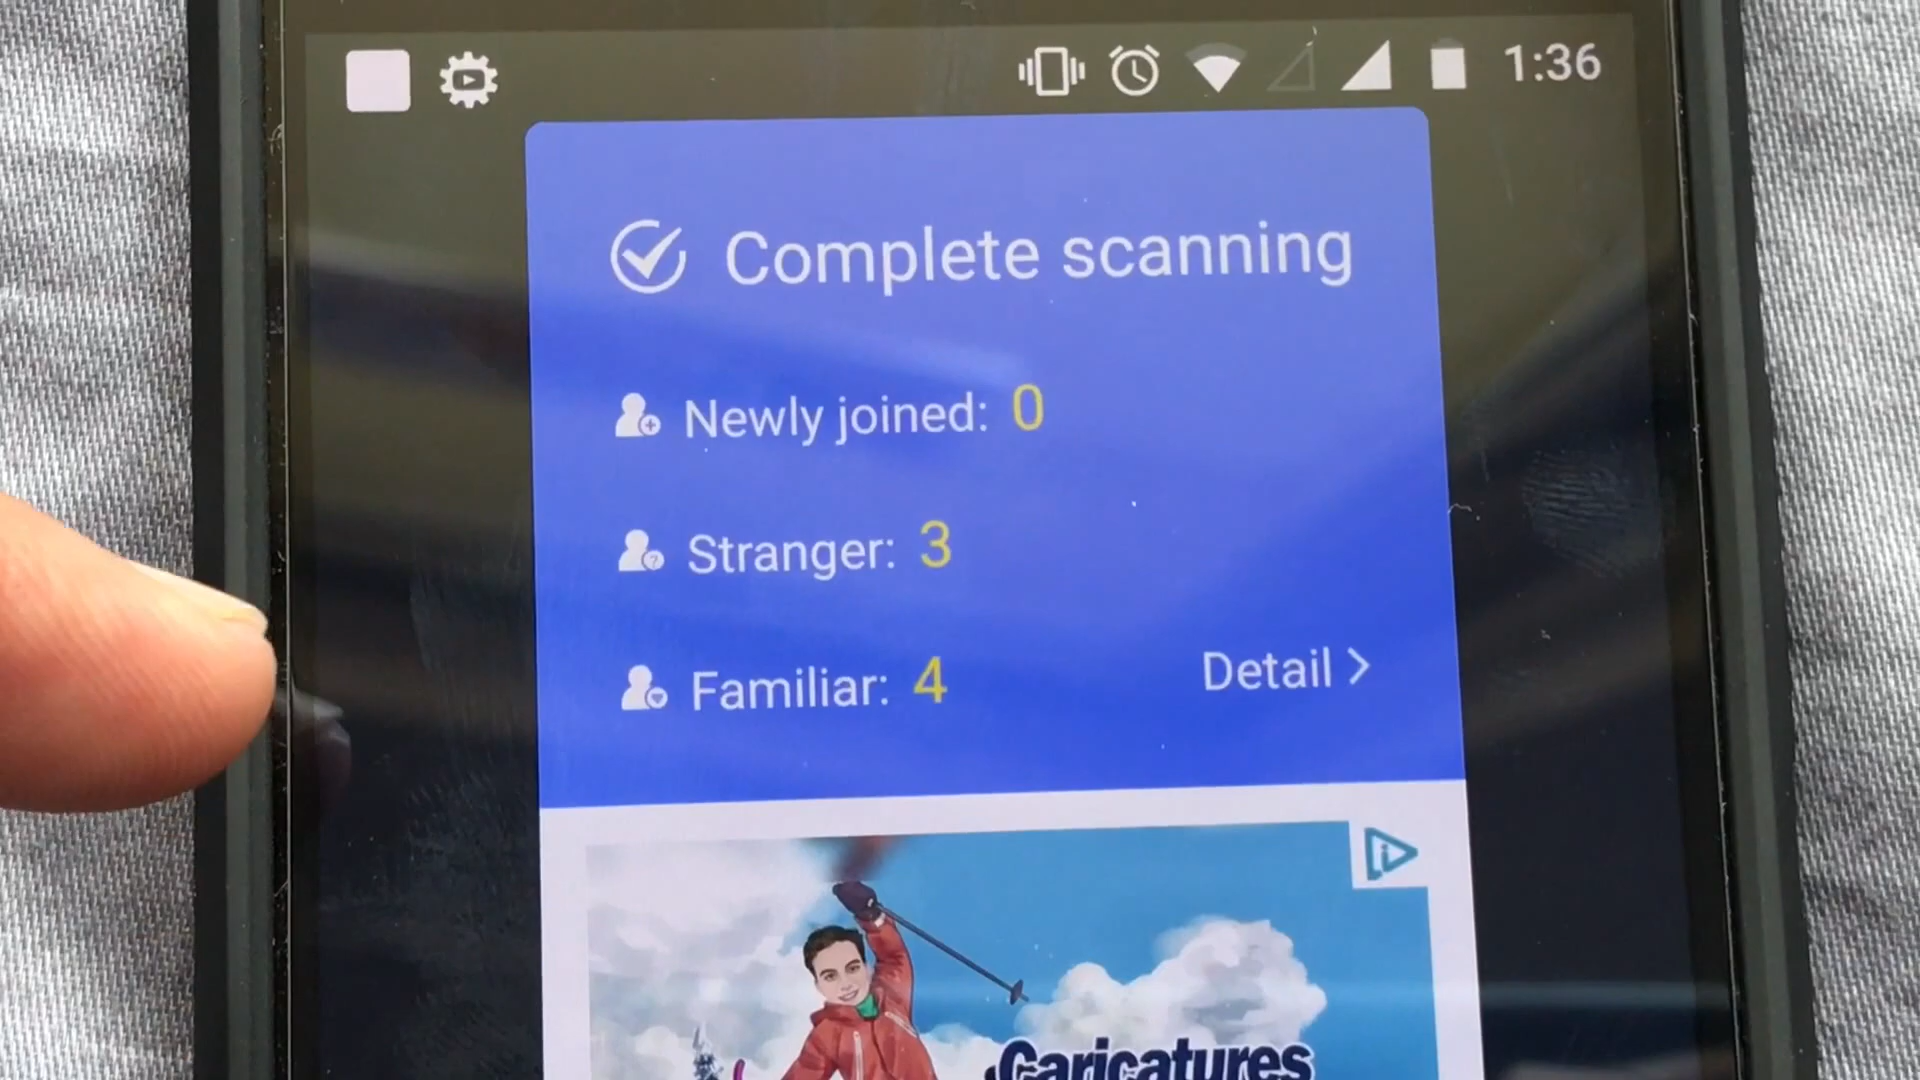 1:36
Complete scanning
Newly joined: 0
Stranger: 3
Familiar: 4
Detail >
Caricatures